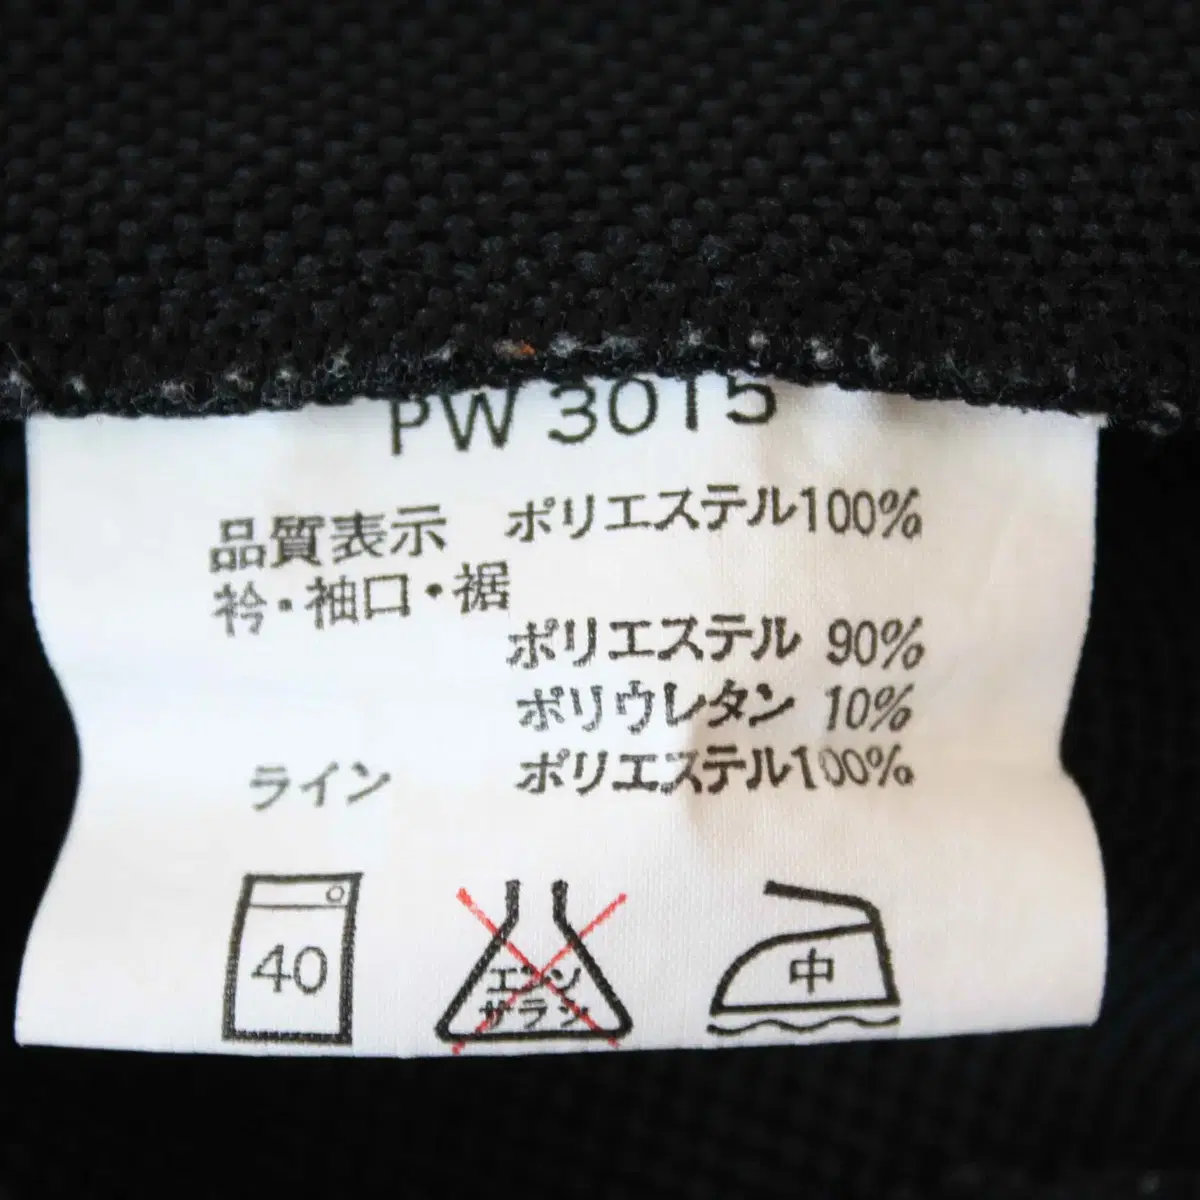 PW 3015
品質表示 ポリエステル100%
衿・袖口・裾
ポリエステル 90%
ポリウレタン 10%
ライン ポリエステル100%
40
エンソ
サラシ
中